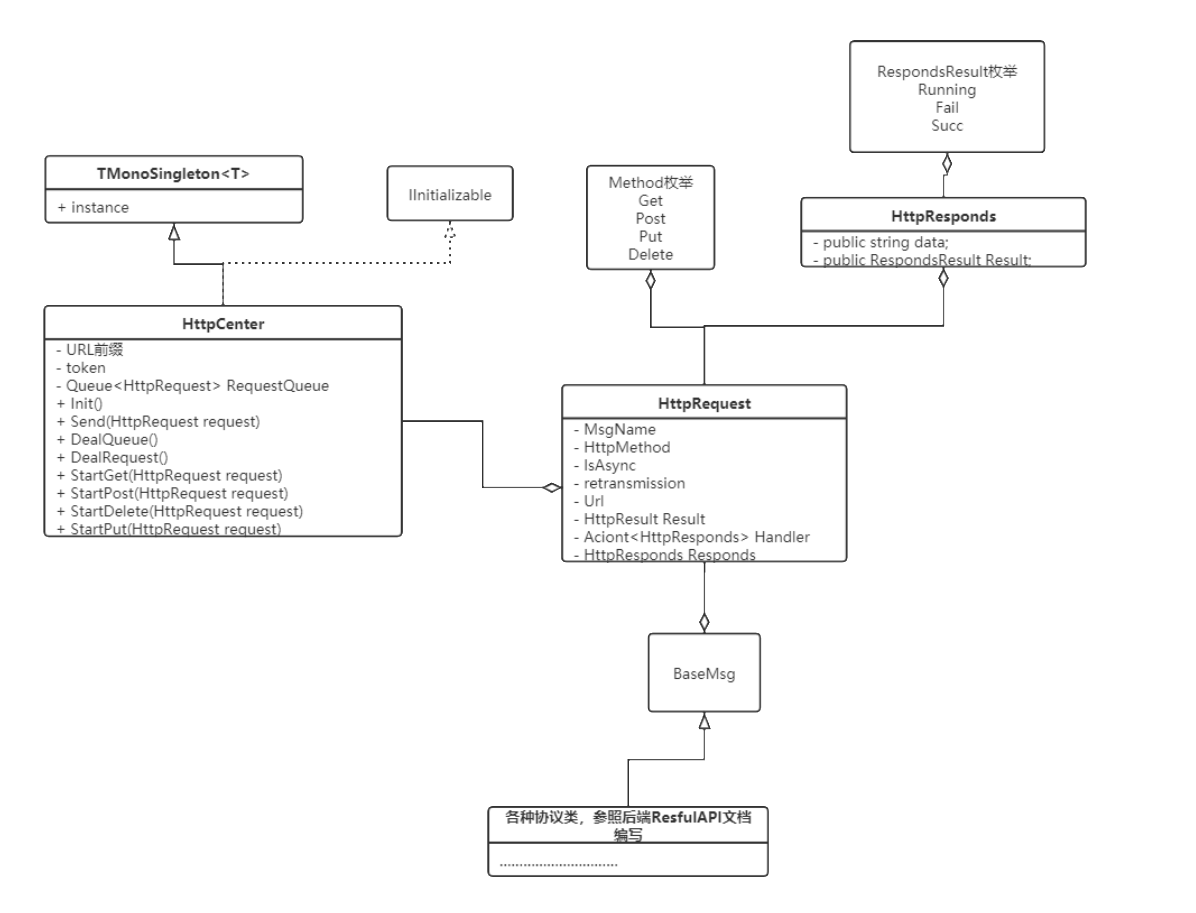 RespondsResult枚举
Running
Fail
Succ
TMonoSingleton<T>
+ instance
IInitializable
Method枚举
Get
Post
Put
Delete
HttpResponds
- public string data;
- public RespondsResult Result;
HttpCenter
- URL前缀
- token
- Queue<HttpRequest> RequestQueue
+ Init()
+ Send(HttpRequest request)
+ DealQueue()
+ DealRequest()
+ StartGet(HttpRequest request)
+ StartPost(HttpRequest request)
+ StartDelete(HttpRequest request)
+ StartPut(HttpRequest request)
HttpRequest
- MsgName
- HttpMethod
- IsAsync
- retransmission
- Url
- HttpResult Result
- Aciont<HttpResponds> Handler
- HttpResponds Responds
BaseMsg
各种协议类，参照后端ResfulAPI文档
编写
..............................